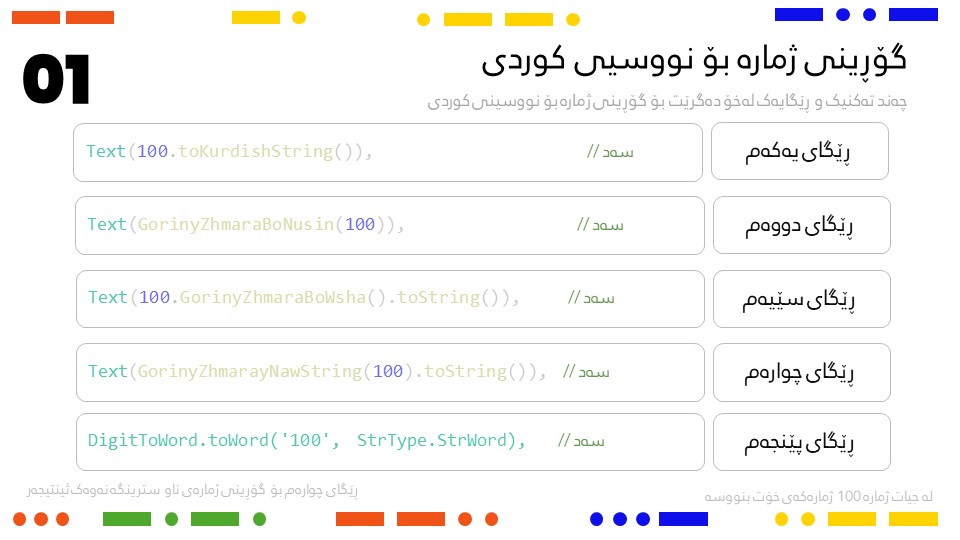 01
گۆڕینی ژمارە بۆ نووسیی کوردی
چەند تەکنیک و ڕێگایەک لەخۆ دەگرێت بۆ گۆڕینی ژمارە بۆ نووسینی کوردی
ڕێگای یەکەم
Text(100.toKurdishString()), // سەد
ڕێگای دووەم
Text(GorinyZhmaraBoNusin(100)), // سەد
ڕێگای سێیەم
Text(100.GorinyZhmaraBoWsha().toString()), // سەد
ڕێگای چوارەم
Text(GorinyZhmarayNawString(100).toString()), // سەد
ڕێگای پێنجەم
DigitToWord.toWord('100', StrType.StrWord), // سەد
ڕێگای چوارەم بۆ گۆڕینی ژمارەی ناو سترینگە نەوەک ئینتیجەر
لە جیات ژمارە 100 ژمارەکەی خۆت بنووسە